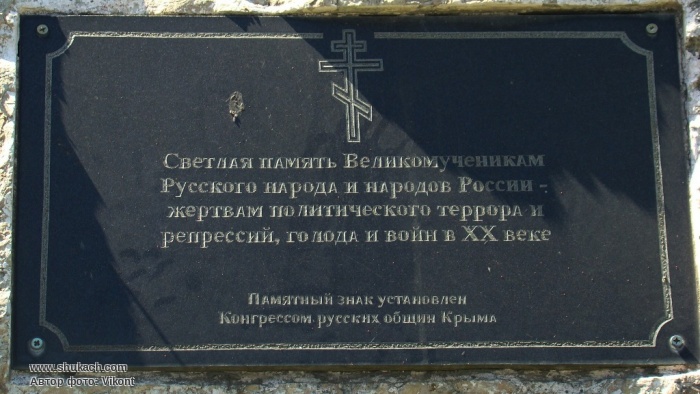 Светлая память Великомученикам
Русского народа и народов России -
жертвам политического террора и
репрессий, голода и войн в XX веке
Памятный знак установлен
Конгрессом русских общин Крыма
www.shukach.com
Автор фото: Vikont